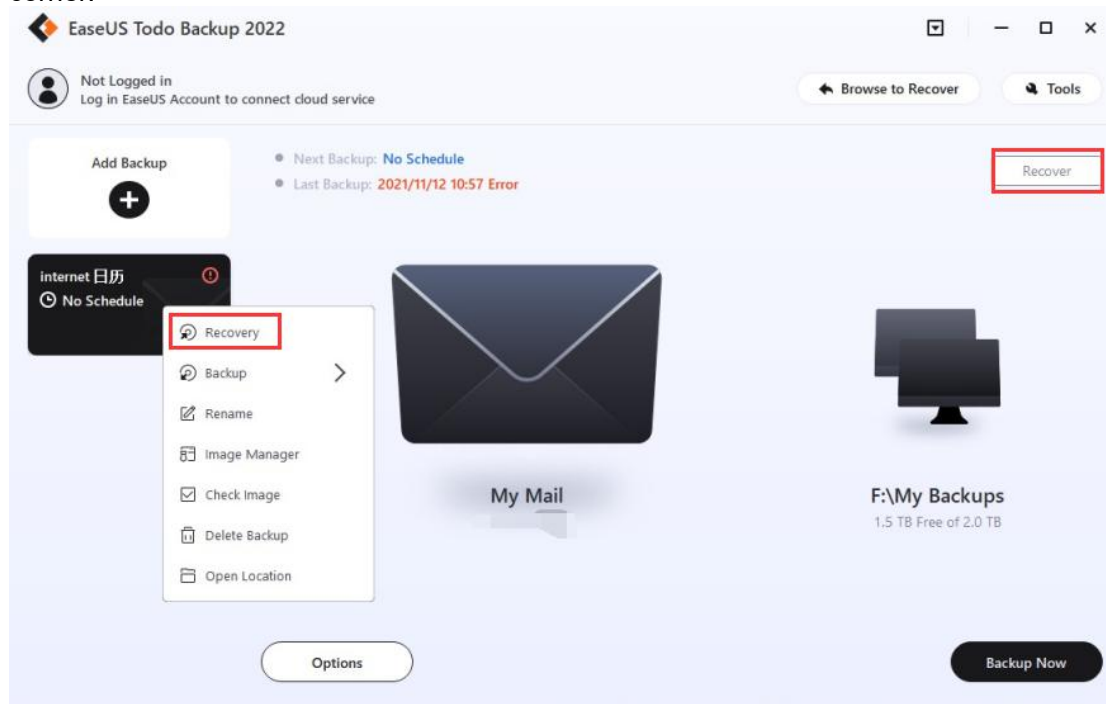 corner.
EaseUS Todo Backup 2022
Not Logged in
Log in EaseUS Account to connect cloud service
Browse to Recover
Tools
Add Backup
Next Backup: No Schedule
Last Backup: 2021/11/12 10:57 Error
Recover
internet 日历
No Schedule
Recovery
Backup
Rename
Image Manager
Check Image
Delete Backup
Open Location
My Mail
F:\My Backups
1.5 TB Free of 2.0 TB
Options
Backup Now